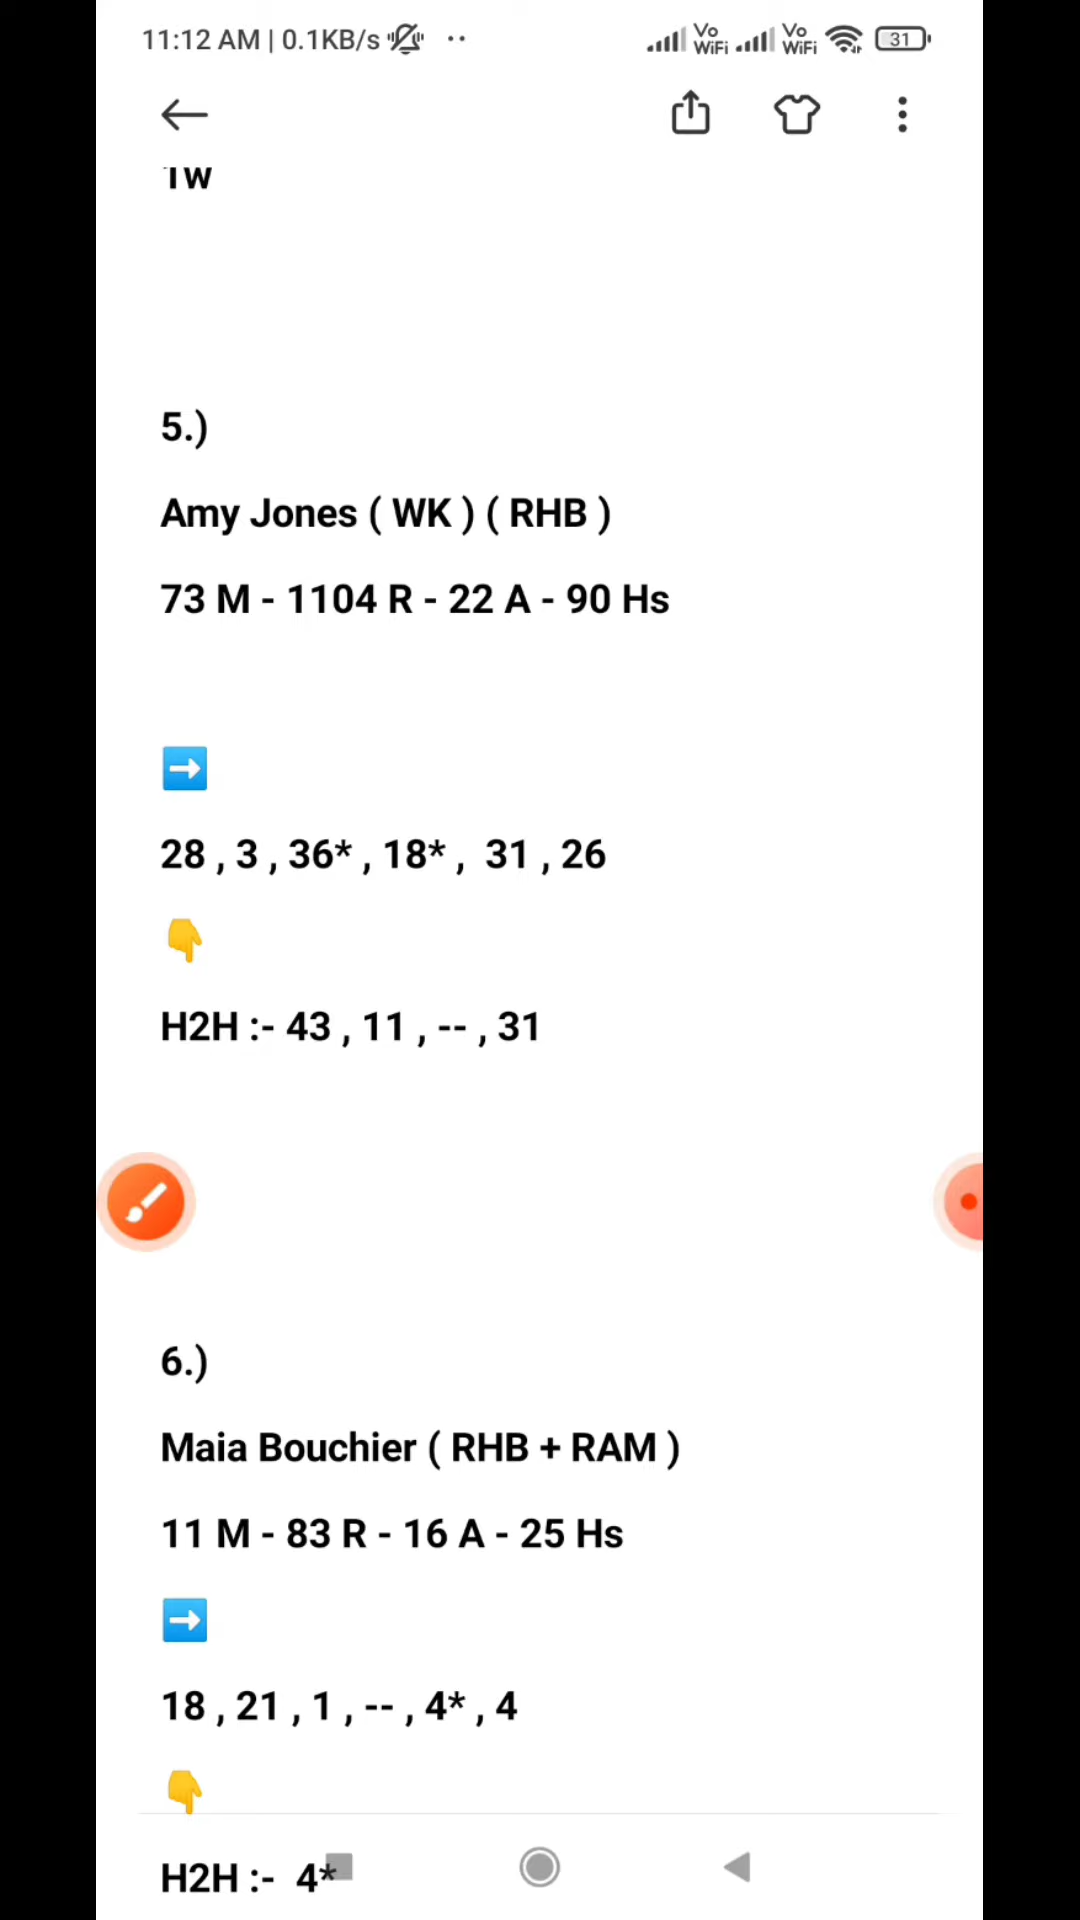 11:12 AM | 0.1KB/s
Vo WiFi Vo WiFi 31
1W
5.)
Amy Jones ( WK ) ( RHB )
73 M - 1104 R - 22 A - 90 Hs
➡️
28 , 3 , 36* , 18* , 31 , 26
👇
H2H :- 43 , 11 , -- , 31
6.)
Maia Bouchier ( RHB + RAM )
11 M - 83 R - 16 A - 25 Hs
➡️
18 , 21 , 1 , -- , 4* , 4
👇
H2H :- 4*